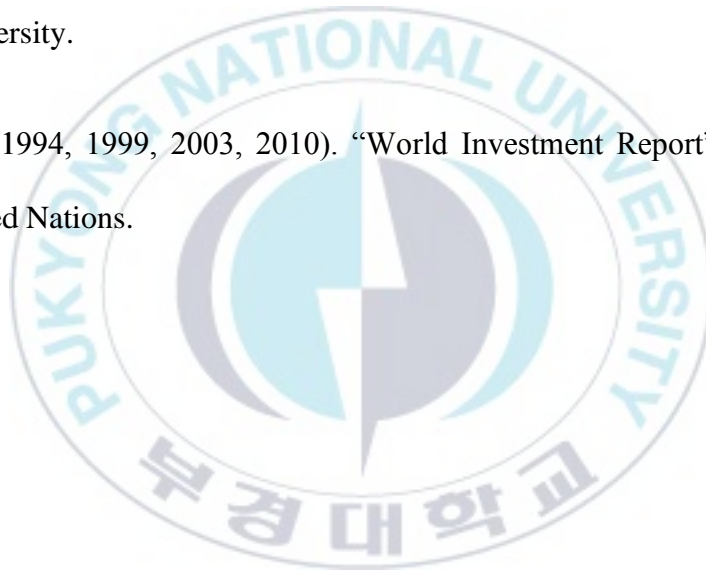 ersity.
1994, 1999, 2003, 2010). “World Investment Report”
ed Nations.
PUKYONG NATIONAL UNIVERSITY
부경대학교